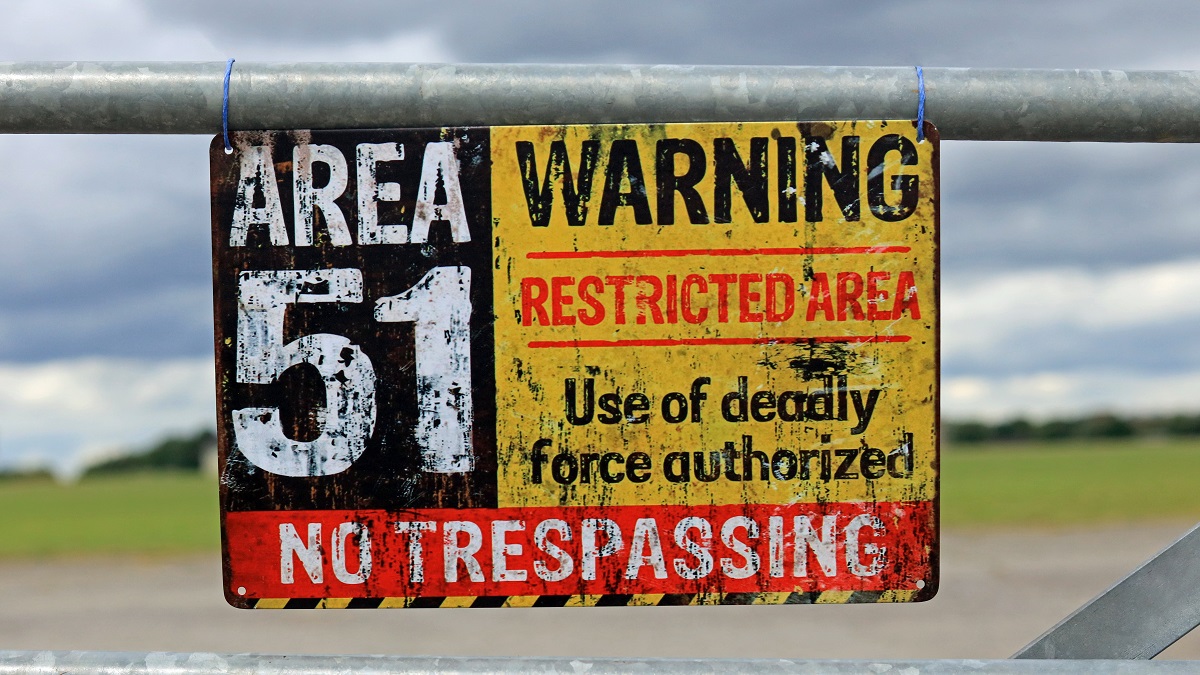 AREA
51
WARNING
RESTRICTED AREA
Use of deadly
force authorized
NO TRESPASSING